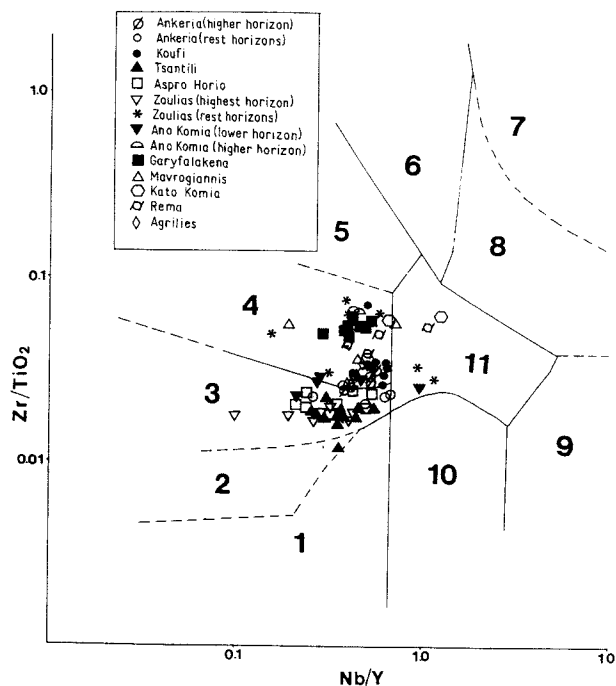 Ankeria(higher horizon)
Ankeria(rest horizons)
Koufi
Tsantili
Aspro Horio
Zoulias (highest horizon)
Zoulias (rest horizons)
Ano Komia (lower horizon)
Ano Komia (higher horizon)
Garyfalakena
Mavrogiannis
Kato Komia
Rema
Agrilies
1.0
0.1
0.01
Zr/TiO2
7
6
8
5
4
11
3
9
10
2
1
0.1
1.0
10
Nb/Y